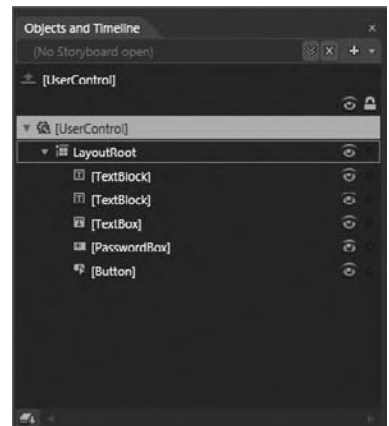 Objects and Timeline
(No Storyboard open)
[UserControl]
[UserControl]
LayoutRoot
[TextBlock]
[TextBlock]
[TextBox]
[PasswordBox]
[Button]